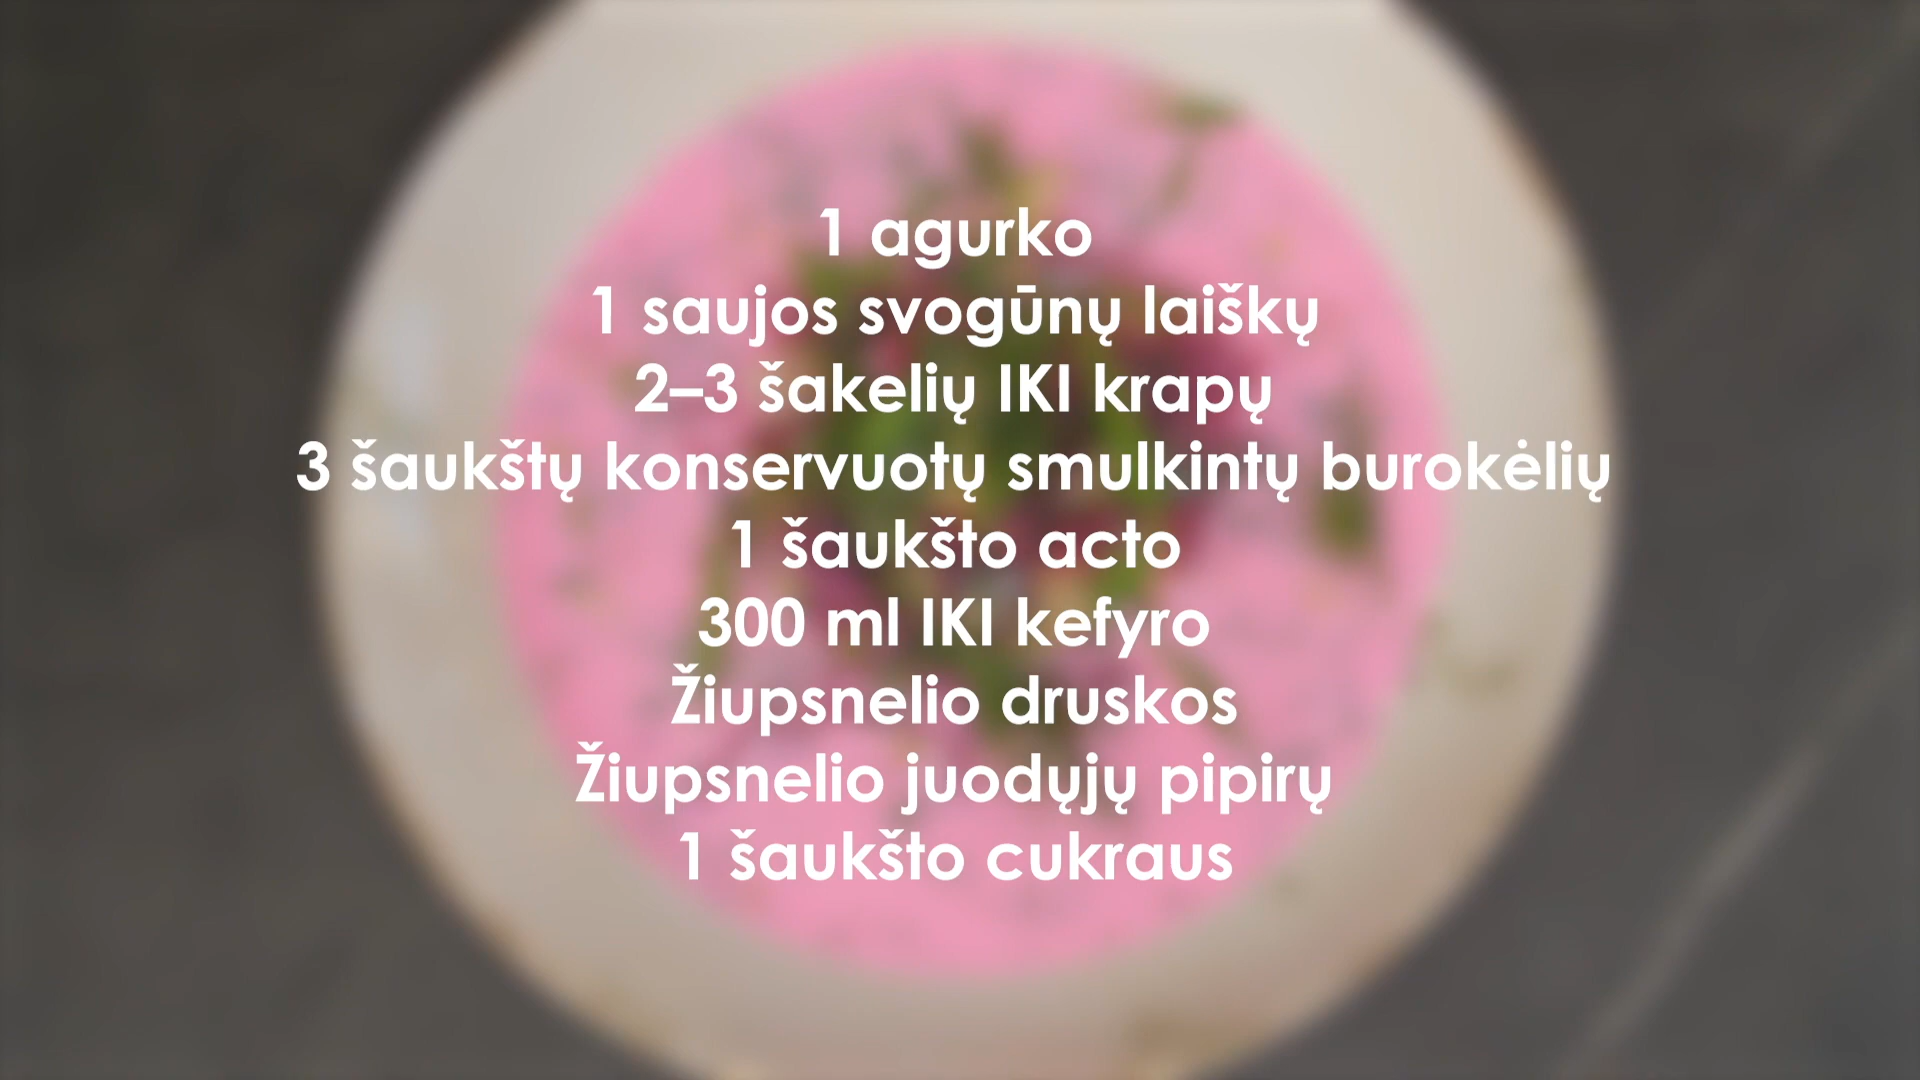 1 agurko
1 saujos svogūnų laiškų
2–3 šakelių IKI krapų
3 šaukštų konservuotų smulkintų burokėlių
1 šaukšto acto
300 ml IKI kefyro
Žiupsnelio druskos
Žiupsnelio juodųjų pipirų
1 šaukšto cukraus